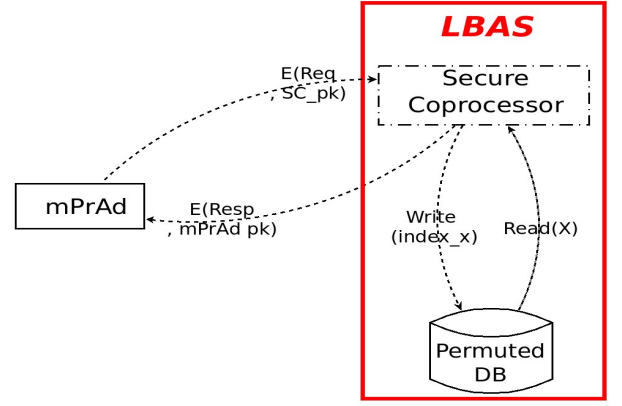 LBAS
E(Req
, SC_pk)
Secure
Coprocessor
mPrAd
E(Resp
, mPrAd pk)
Write
(index_x)
Read(X)
Permuted
DB